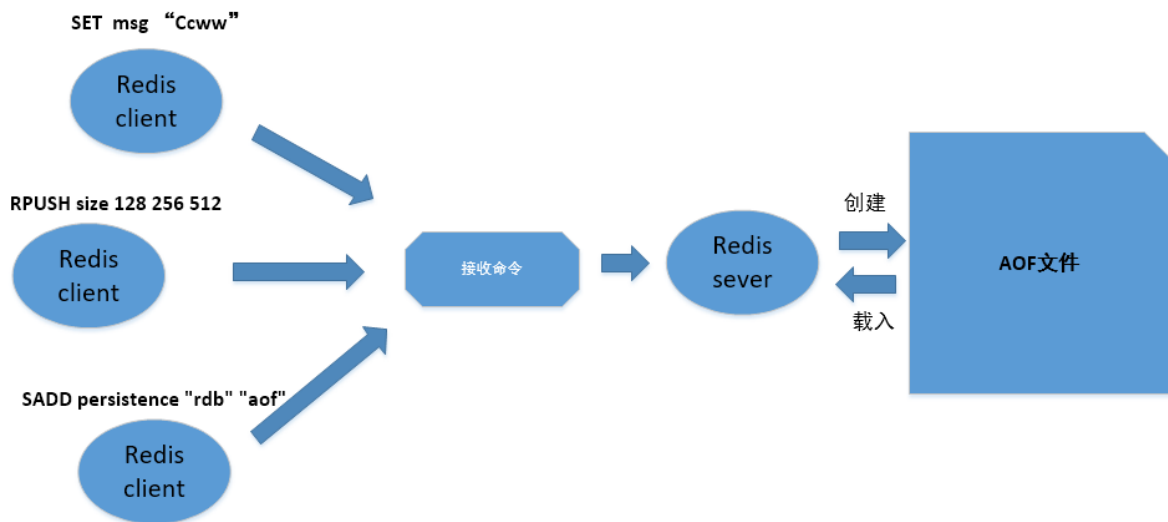 SET msg “Ccww”
Redis
client
RPUSH size 128 256 512
Redis
client
SADD persistence "rdb" "aof"
Redis
client
接收命令
Redis
sever
创建
载入
AOF文件